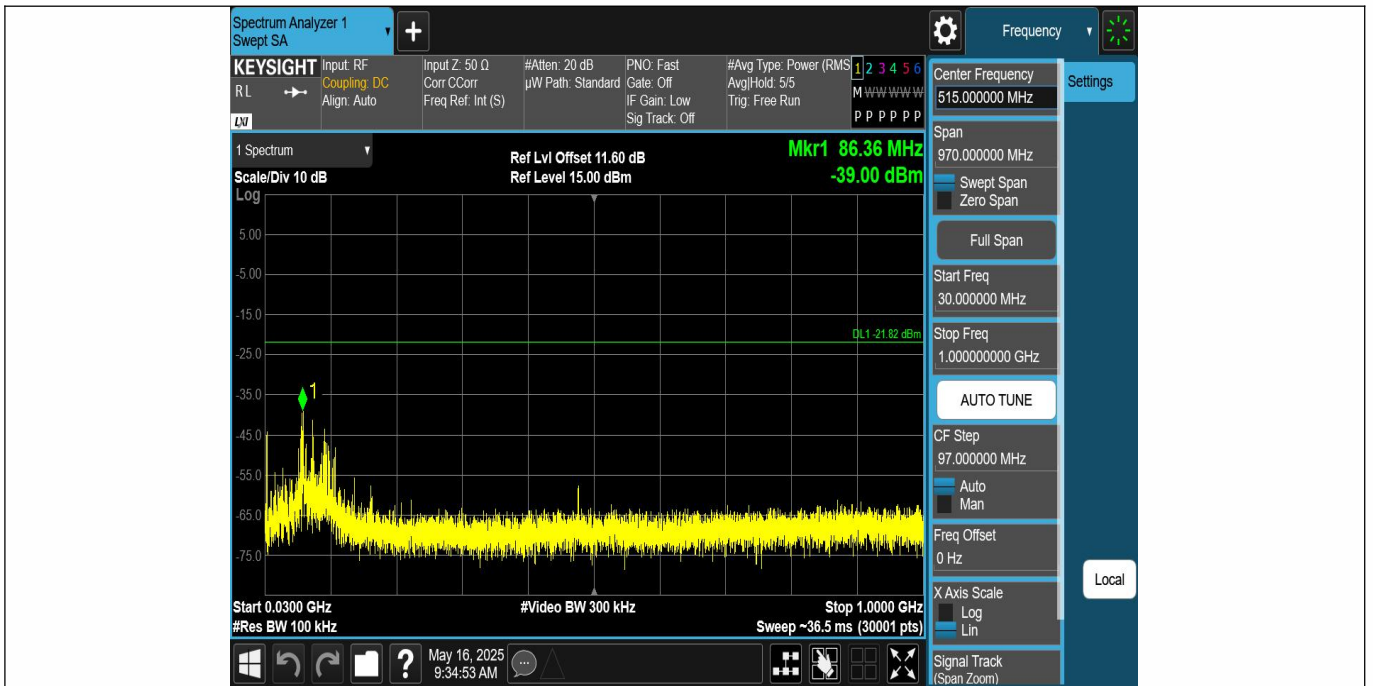 Spectrum Analyzer 1
Swept SA
Frequency
KEYSIGHT
RL
LXI
Input: RF
Coupling: DC
Align: Auto
Input Z: 50 Ω
Corr CCorr
Freq Ref: Int (S)
#Atten: 20 dB
µW Path: Standard
PNO: Fast
Gate: Off
IF Gain: Low
Sig Track: Off
#Avg Type: Power (RMS
Avg|Hold: 5/5
Trig: Free Run
1 2 3 4 5 6
M W W W W W
P P P P P P
1 Spectrum
Scale/Div 10 dB
Ref Lvl Offset 11.60 dB
Ref Level 15.00 dBm
Mkr1 86.36 MHz
-39.00 dBm
Log
5.00
-5.00
-15.0
DL1 -21.82 dBm
-25.0
1
-35.0
-45.0
-55.0
-65.0
-75.0
Start 0.0300 GHz
#Res BW 100 kHz
#Video BW 300 kHz
Stop 1.0000 GHz
Sweep ~36.5 ms (30001 pts)
Center Frequency
515.000000 MHz
Settings
Span
970.000000 MHz
Swept Span
Zero Span
Full Span
Start Freq
30.000000 MHz
Stop Freq
1.000000000 GHz
AUTO TUNE
CF Step
97.000000 MHz
Auto
Man
Freq Offset
0 Hz
X Axis Scale
Log
Lin
Local
Signal Track
(Span Zoom)
?
May 16, 2025
9:34:53 AM